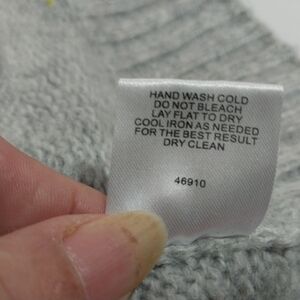 HAND WASH COLD
DO NOT BLEACH
LAY FLAT TO DRY
COOL IRON AS NEEDED
FOR THE BEST RESULT
DRY CLEAN
46910